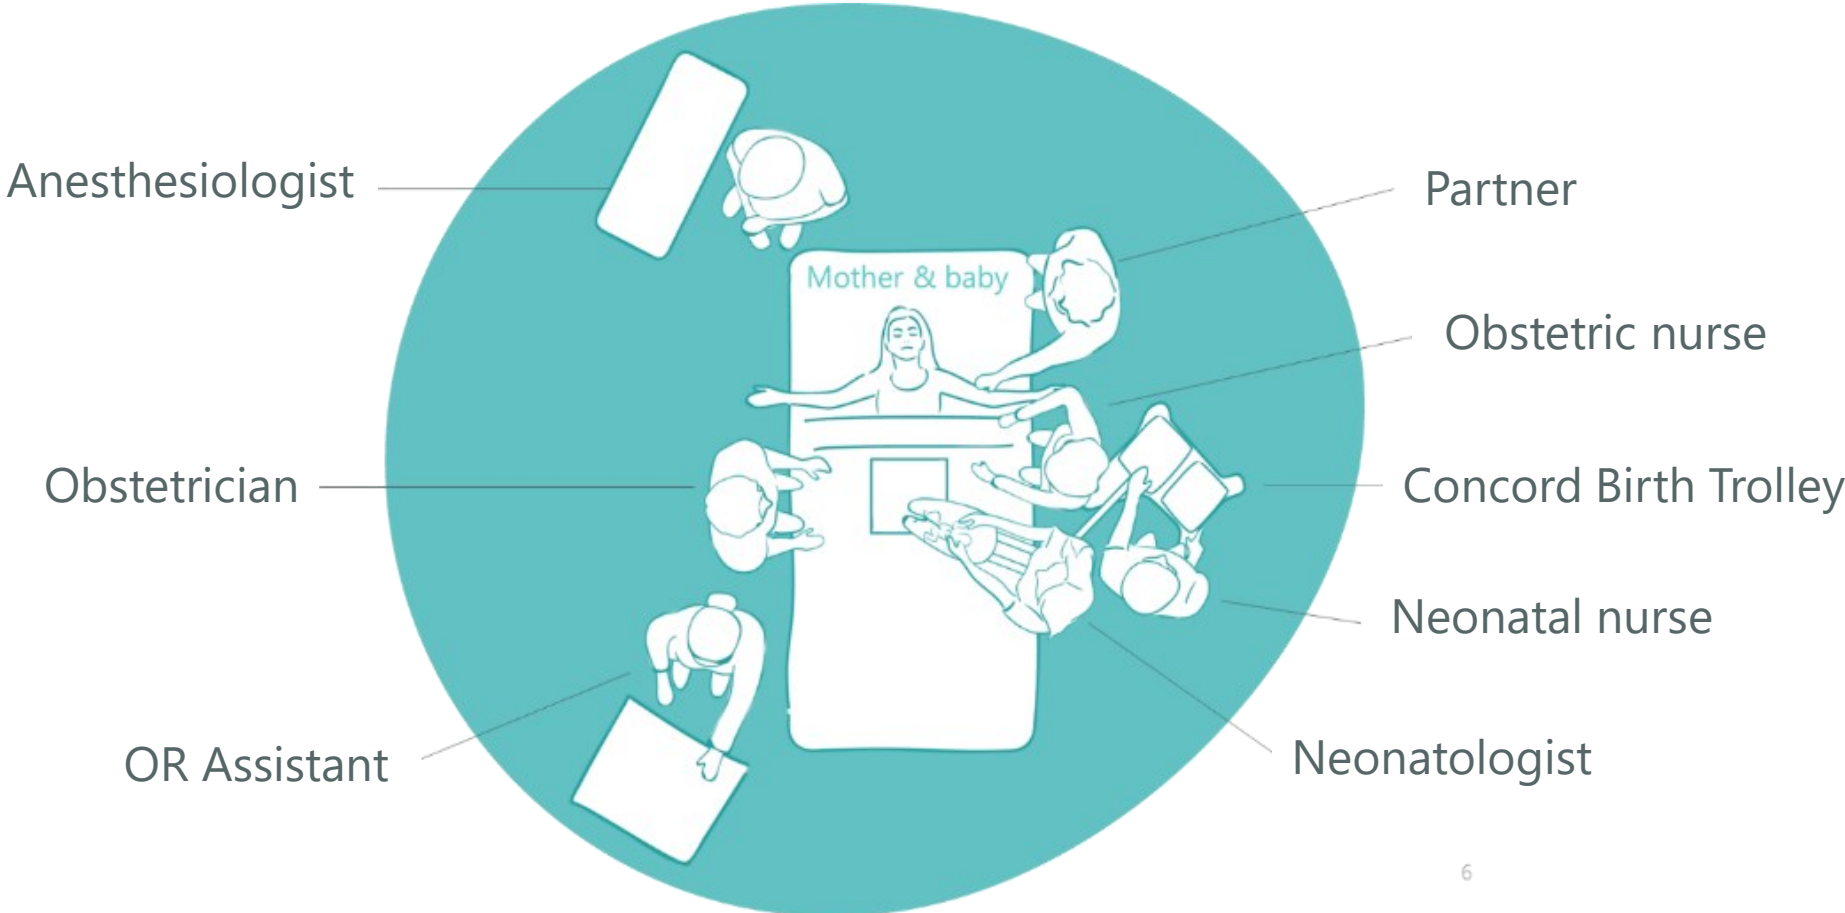 Anesthesiologist
Partner
Mother & baby
Obstetric nurse
Obstetrician
Concord Birth Trolley
Neonatal nurse
OR Assistant
Neonatologist
6